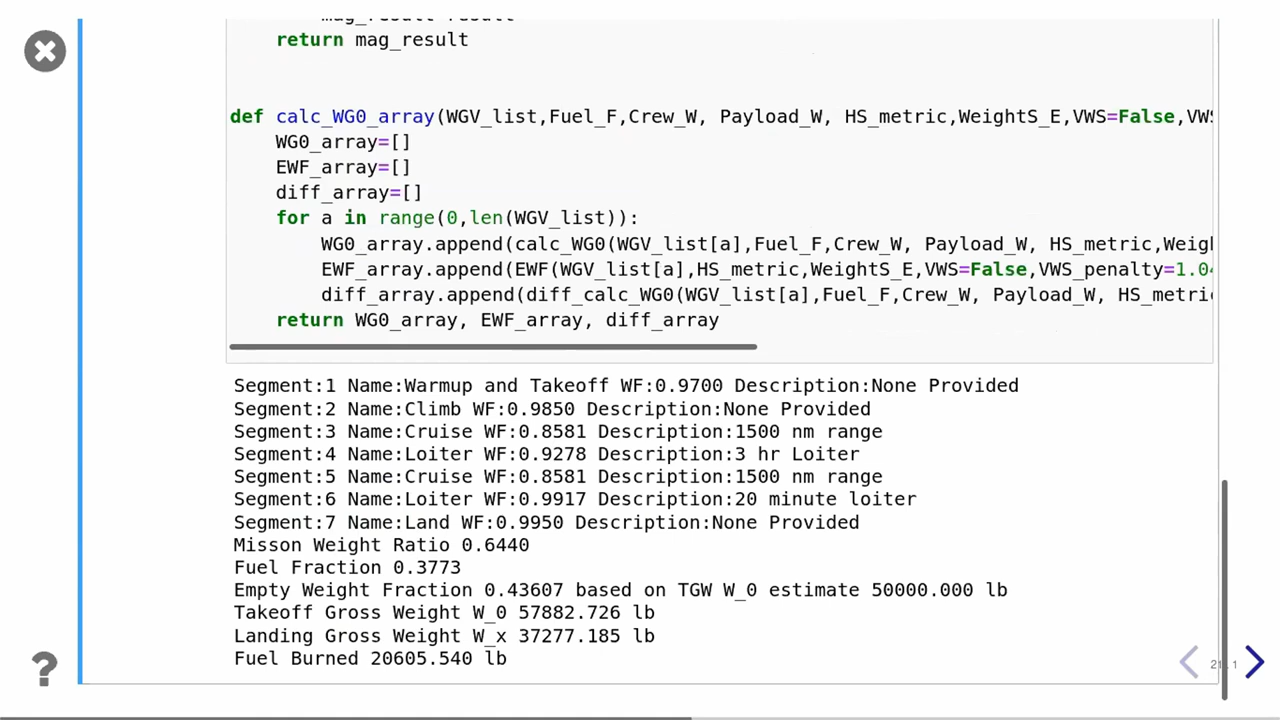 return mag_result
def calc_WG0_array(WGV_list,Fuel_F,Crew_W, Payload_W, HS_metric,WeightS_E,VWS=False,VWS
WG0_array=[]
EWF_array=[]
diff_array=[]
for a in range(0,len(WGV_list)):
WG0_array.append(calc_WG0(WGV_list[a],Fuel_F,Crew_W, Payload_W, HS_metric,Weigh
EWF_array.append(EWF(WGV_list[a],HS_metric,WeightS_E,VWS=False,VWS_penalty=1.04
diff_array.append(diff_calc_WG0(WGV_list[a],Fuel_F,Crew_W, Payload_W, HS_metric
return WG0_array, EWF_array, diff_array
Segment:1 Name:Warmup and Takeoff WF:0.9700 Description:None Provided
Segment:2 Name:Climb WF:0.9850 Description:None Provided
Segment:3 Name:Cruise WF:0.8581 Description:1500 nm range
Segment:4 Name:Loiter WF:0.9278 Description:3 hr Loiter
Segment:5 Name:Cruise WF:0.8581 Description:1500 nm range
Segment:6 Name:Loiter WF:0.9917 Description:20 minute loiter
Segment:7 Name:Land WF:0.9950 Description:None Provided
Misson Weight Ratio 0.6440
Fuel Fraction 0.3773
Empty Weight Fraction 0.43607 based on TGW W_0 estimate 50000.000 lb
Takeoff Gross Weight W_0 57882.726 lb
Landing Gross Weight W_x 37277.185 lb
Fuel Burned 20605.540 lb
?